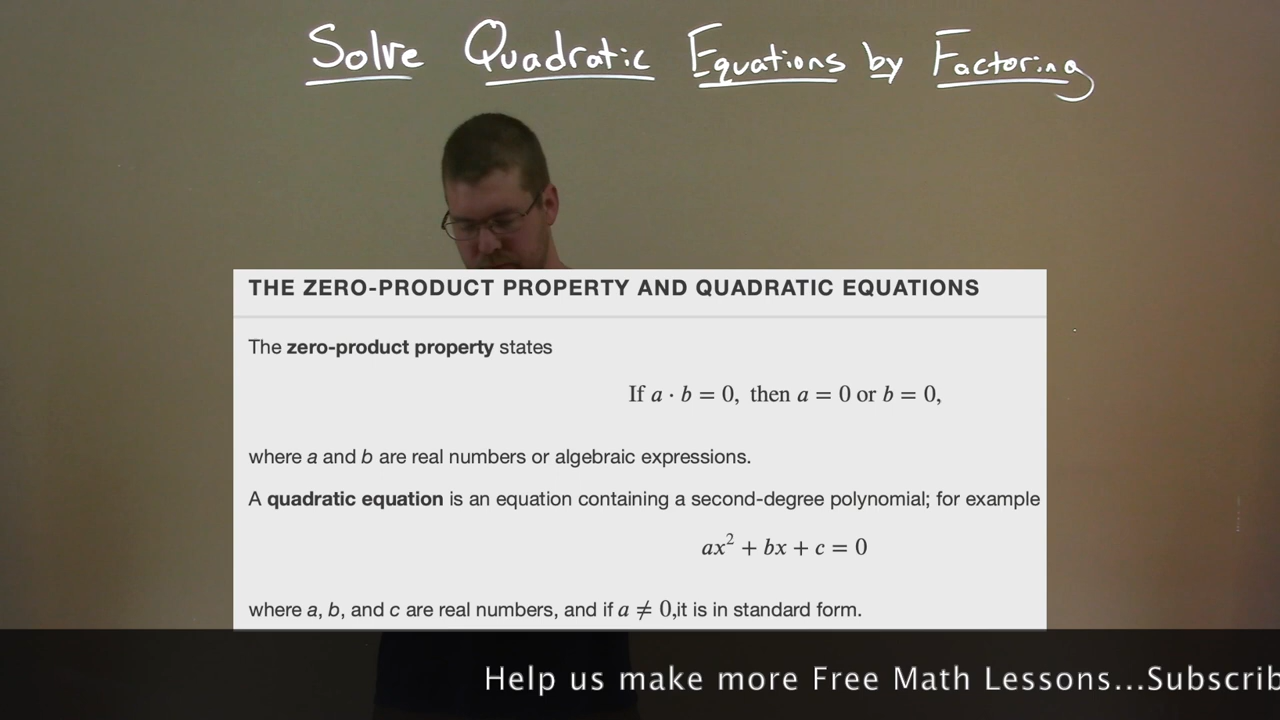 Solve Quadratic Equations by Factoring
THE ZERO-PRODUCT PROPERTY AND QUADRATIC EQUATIONS
The zero-product property states
If a · b = 0, then a = 0 or b = 0,
where a and b are real numbers or algebraic expressions.
A quadratic equation is an equation containing a second-degree polynomial; for example
ax² + bx + c = 0
where a, b, and c are real numbers, and if a ≠ 0,it is in standard form.
Help us make more Free Math Lessons...Subscrib